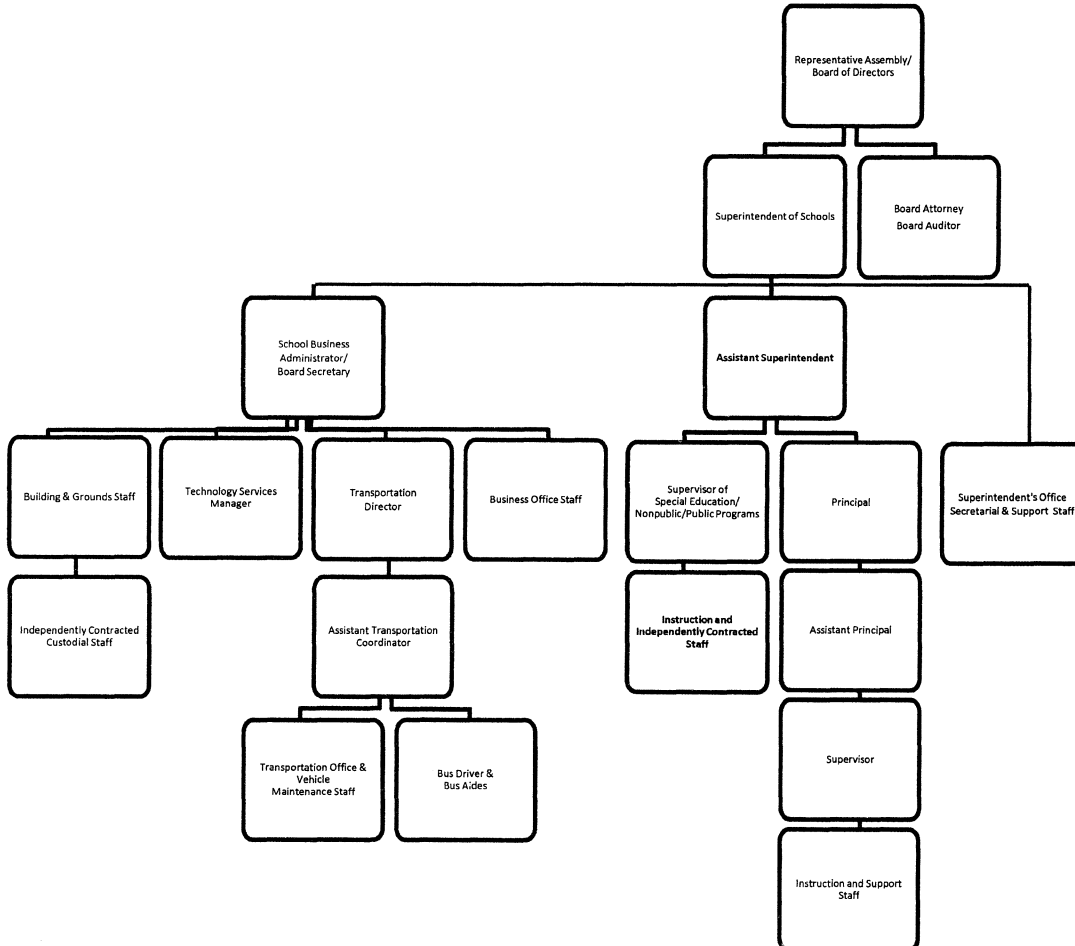 Representative Assembly/
Board of Directors
Superintendent of Schools
Board Attorney
Board Auditor
School Business
Administrator/
Board Secretary
Assistant Superintendent
Building & Grounds Staff
Technology Services
Manager
Transportation
Director
Business Office Staff
Supervisor of
Special Education/
Nonpublic/Public Programs
Principal
Superintendent's Office
Secretarial & Support Staff
Independently Contracted
Custodial Staff
Assistant Transportation
Coordinator
Instruction and
Independently Contracted
Staff
Assistant Principal
Transportation Office &
Vehicle
Maintenance Staff
Bus Driver &
Bus Aides
Supervisor
Instruction and Support
Staff